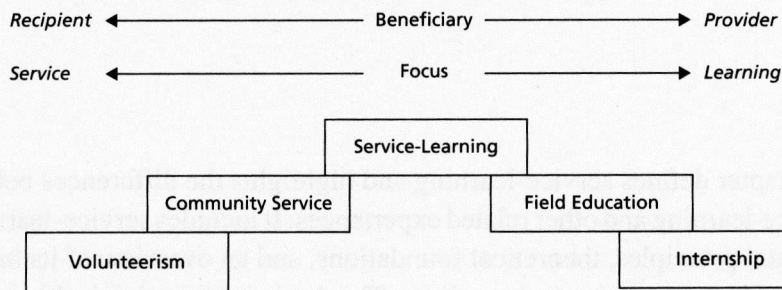 Recipient Beneficiary Provider
Service Focus Learning
Service-Learning
Community Service Field Education
Volunteerism Internship